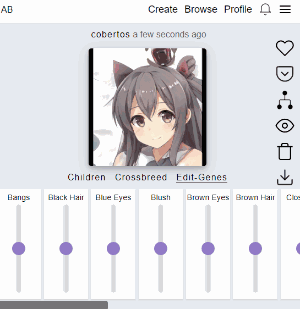 AB Create Browse Profile
cobertos a few seconds ago
Children Crossbreed Edit-Genes
Bangs Black Hair Blue Eyes Blush Brown Eyes Brown Hair